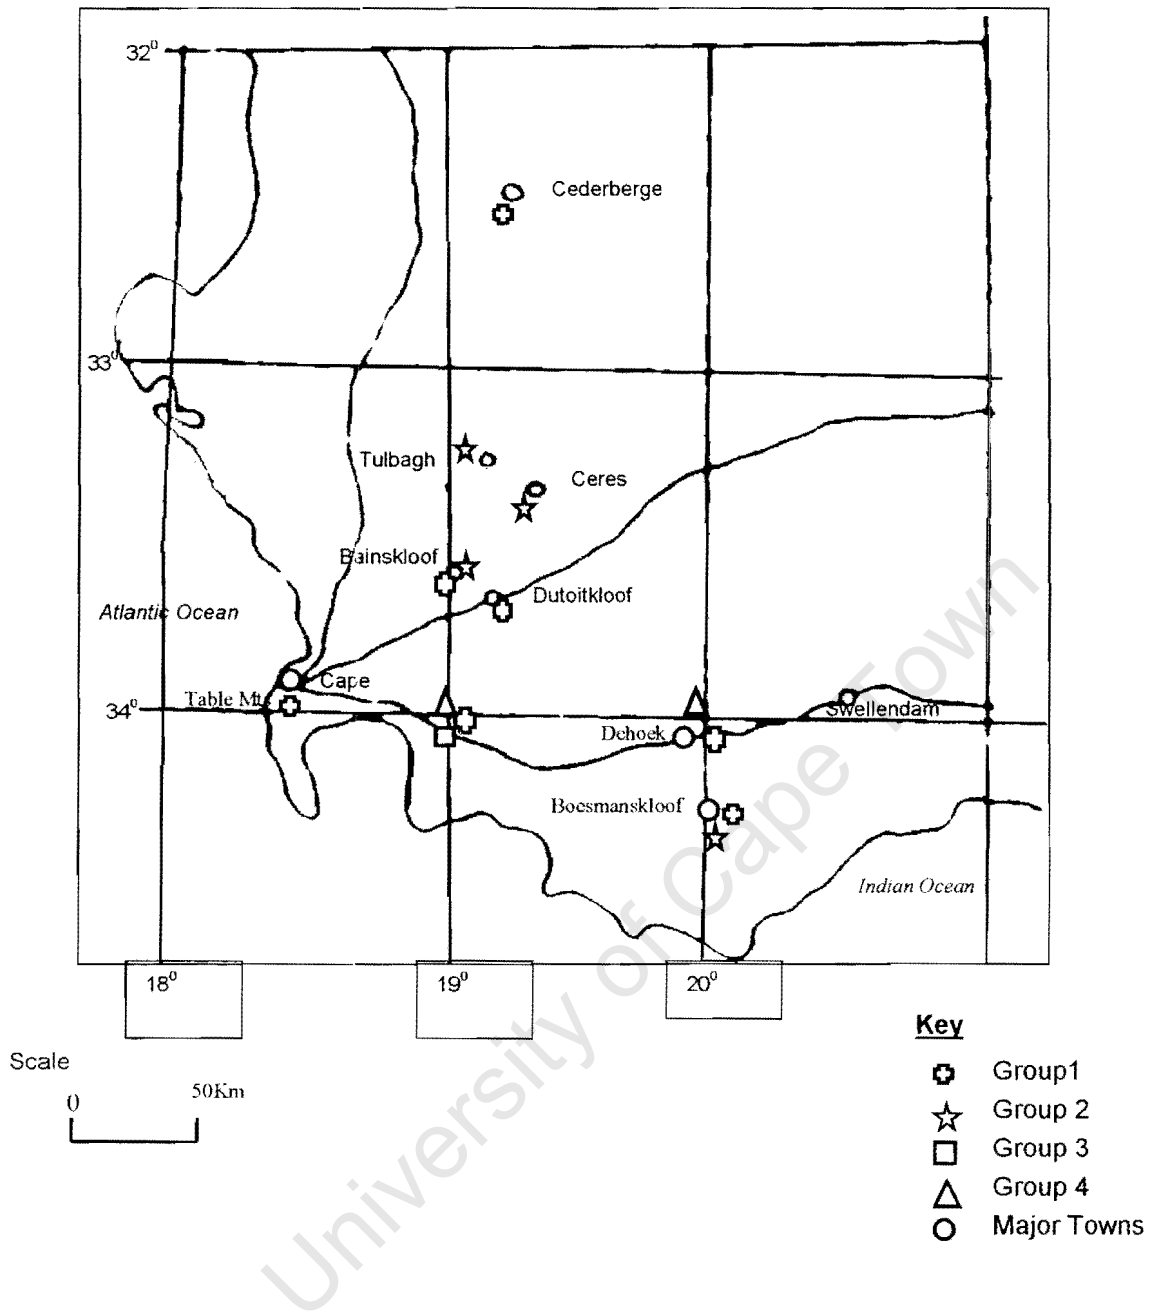 32⁰
Cederberge
33⁰
Tulbagh
Ceres
Bainskloof
Dutoitkloof
Atlantic Ocean
Cape
Table Mt.
34⁰
Swellendam
Dehoek
Boesmanskloof
Indian Ocean
18⁰
19⁰
20⁰
Key
Scale
Group1
0
50Km
Group 2
Group 3
Group 4
Major Towns
University of Cape Town